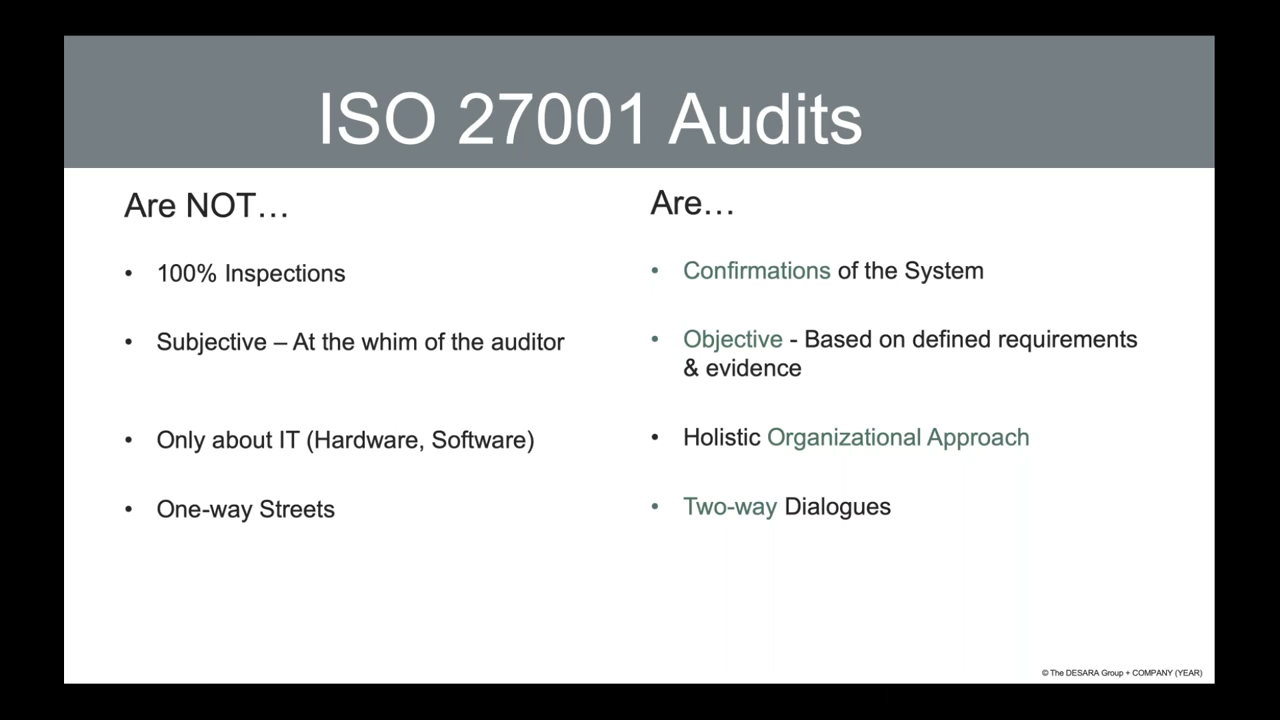 ISO 27001 Audits
Are NOT…
• 100% Inspections
• Subjective – At the whim of the auditor
• Only about IT (Hardware, Software)
• One-way Streets
Are…
• Confirmations of the System
• Objective - Based on defined requirements
& evidence
• Holistic Organizational Approach
• Two-way Dialogues
© The DESARA Group + COMPANY (YEAR)